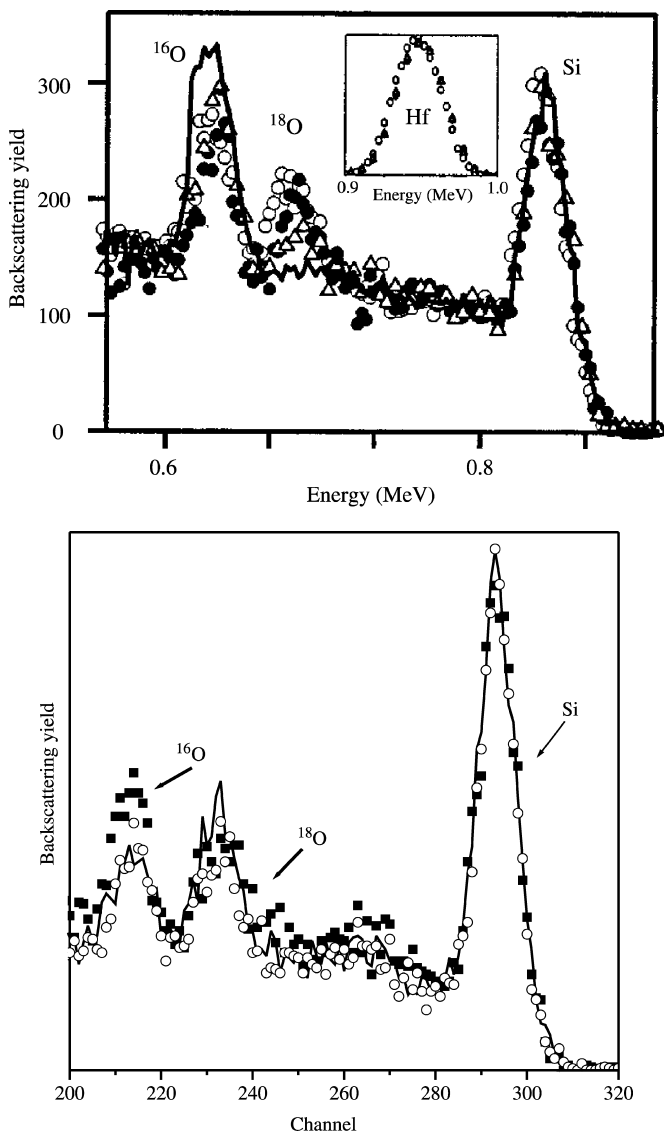 ¹⁶O
Si
300
¹⁸O
Hf
0.9
1.0
Energy (MeV)
200
Backscattering yield
100
0
0.6
0.8
Energy (MeV)
Si
¹⁶O
¹⁸O
Backscattering yield
200
220
240
260
280
300
320
Channel